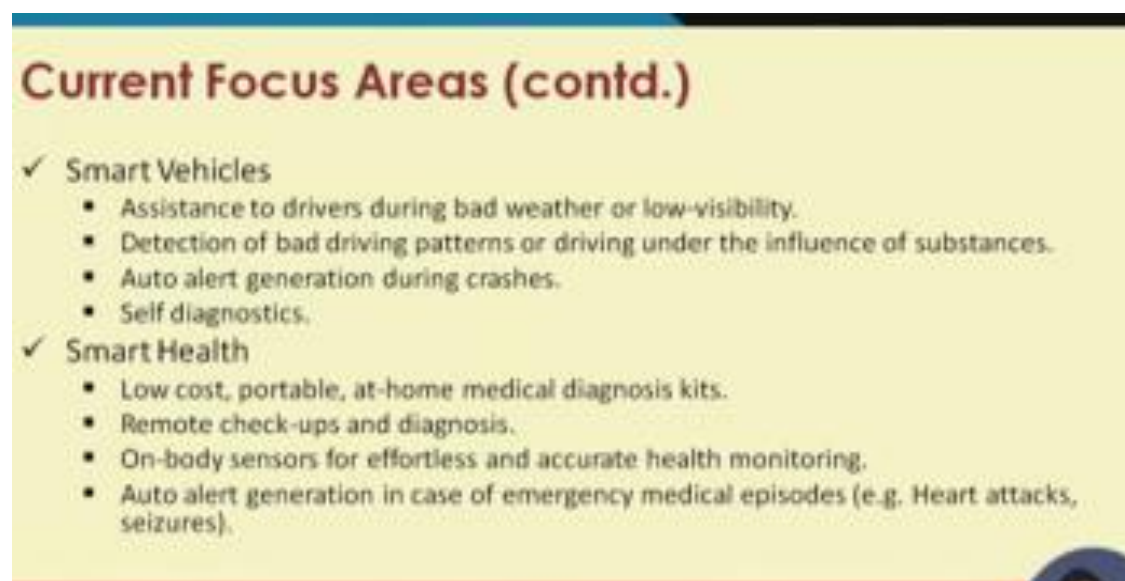 Current Focus Areas (contd.)
✓ Smart Vehicles
▪ Assistance to drivers during bad weather or low-visibility.
▪ Detection of bad driving patterns or driving under the influence of substances.
▪ Auto alert generation during crashes.
▪ Self diagnostics.
✓ Smart Health
▪ Low cost, portable, at-home medical diagnosis kits.
▪ Remote check-ups and diagnosis.
▪ On-body sensors for effortless and accurate health monitoring.
▪ Auto alert generation in case of emergency medical episodes (e.g. Heart attacks,
seizures).